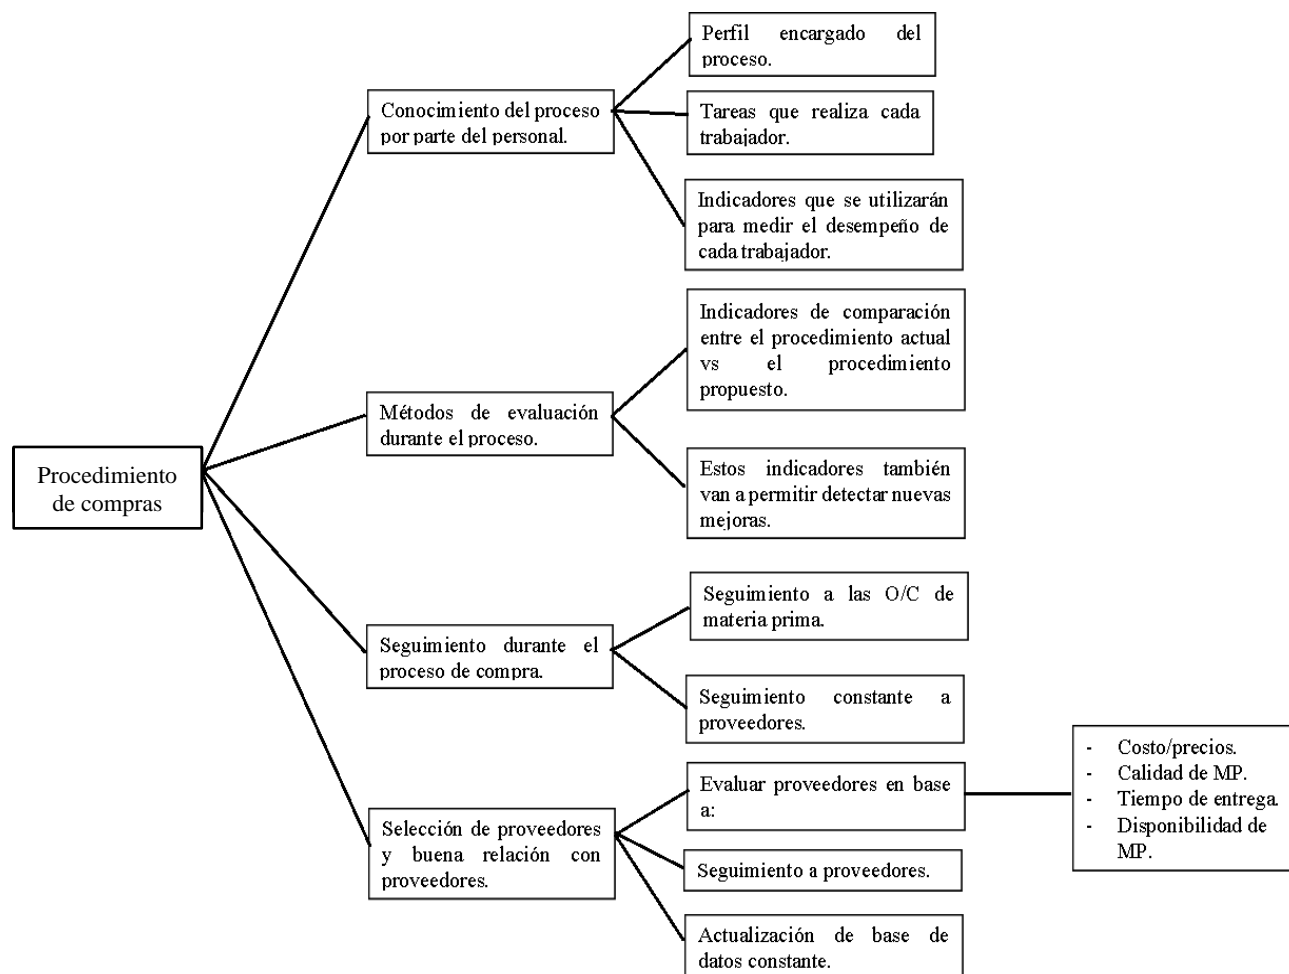 Procedimiento
de compras
Conocimiento del proceso
por parte del personal.
Perfil encargado del
proceso.
Tareas que realiza cada
trabajador.
Indicadores que se utilizarán
para medir el desempeño de
cada trabajador.
Métodos de evaluación
durante el proceso.
Indicadores de comparación
entre el procedimiento actual
vs el procedimiento
propuesto.
Estos indicadores también
van a permitir detectar nuevas
mejoras.
Seguimiento durante el
proceso de compra.
Seguimiento a las O/C de
materia prima.
Seguimiento constante a
proveedores.
Selección de proveedores
y buena relación con
proveedores.
Evaluar proveedores en base
a:
- Costo/precios.
- Calidad de MP.
- Tiempo de entrega.
- Disponibilidad de
MP.
Seguimiento a proveedores.
Actualización de base de
datos constante.